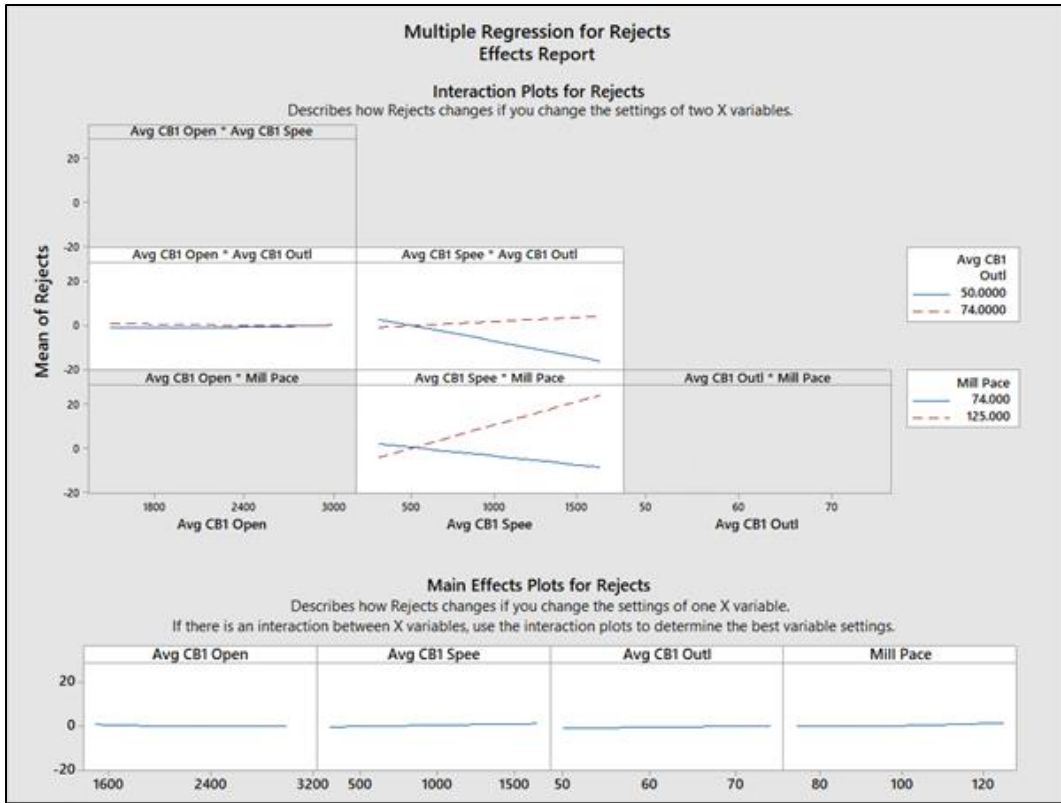 Multiple Regression for Rejects
Effects Report
Interaction Plots for Rejects
Describes how Rejects changes if you change the settings of two X variables.
Avg CB1 Open * Avg CB1 Spee
20
0
-20
Avg CB1 Open * Avg CB1 Outl
Avg CB1 Spee * Avg CB1 Outl
Avg CB1
Outl
50.0000
74.0000
20
0
-20
Mean of Rejects
Avg CB1 Open * Mill Pace
Avg CB1 Spee * Mill Pace
Avg CB1 Outl * Mill Pace
Mill Pace
74.000
125.000
20
0
-20
1800 2400 3000 500 1000 1500 50 60 70
Avg CB1 Open Avg CB1 Spee Avg CB1 Outl
Main Effects Plots for Rejects
Describes how Rejects changes if you change the settings of one X variable.
If there is an interaction between X variables, use the interaction plots to determine the best variable settings.
Avg CB1 Open Avg CB1 Spee Avg CB1 Outl Mill Pace
20
0
-20
1600 2400 3200 500 1000 1500 50 60 70 80 100 120